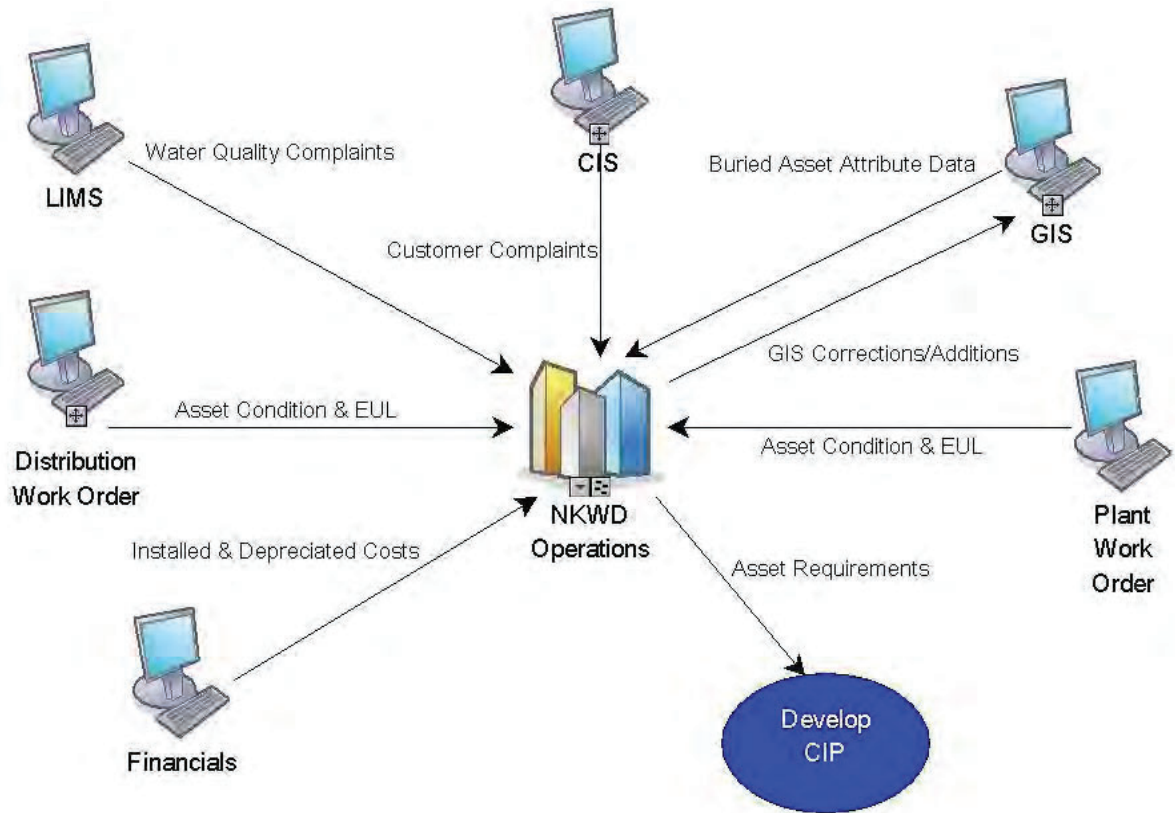 Water Quality Complaints
LIMS
CIS
Buried Asset Attribute Data
GIS
Customer Complaints
GIS Corrections/Additions
Asset Condition & EUL
Distribution
Work Order
Asset Condition & EUL
Plant
Work
Order
NKWD
Operations
Installed & Depreciated Costs
Asset Requirements
Financials
Develop
CIP